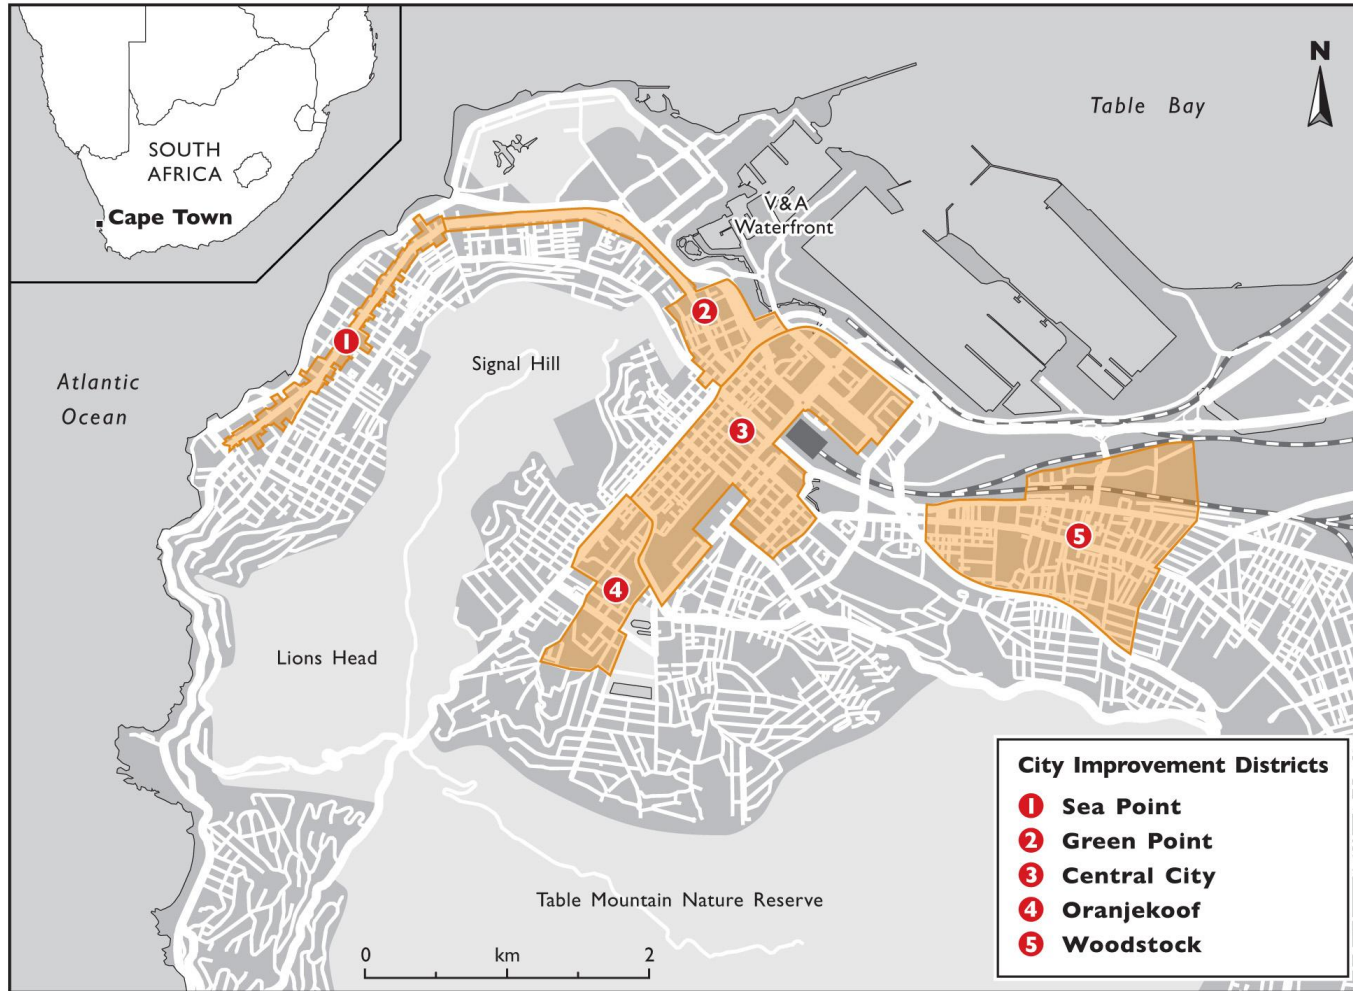 N
Table Bay
SOUTH
AFRICA
Cape Town
V&A
Waterfront
2
1
Signal Hill
Atlantic
Ocean
3
5
4
Lions Head
Table Mountain Nature Reserve
0 km 2
City Improvement Districts
1 Sea Point
2 Green Point
3 Central City
4 Oranjekoof
5 Woodstock